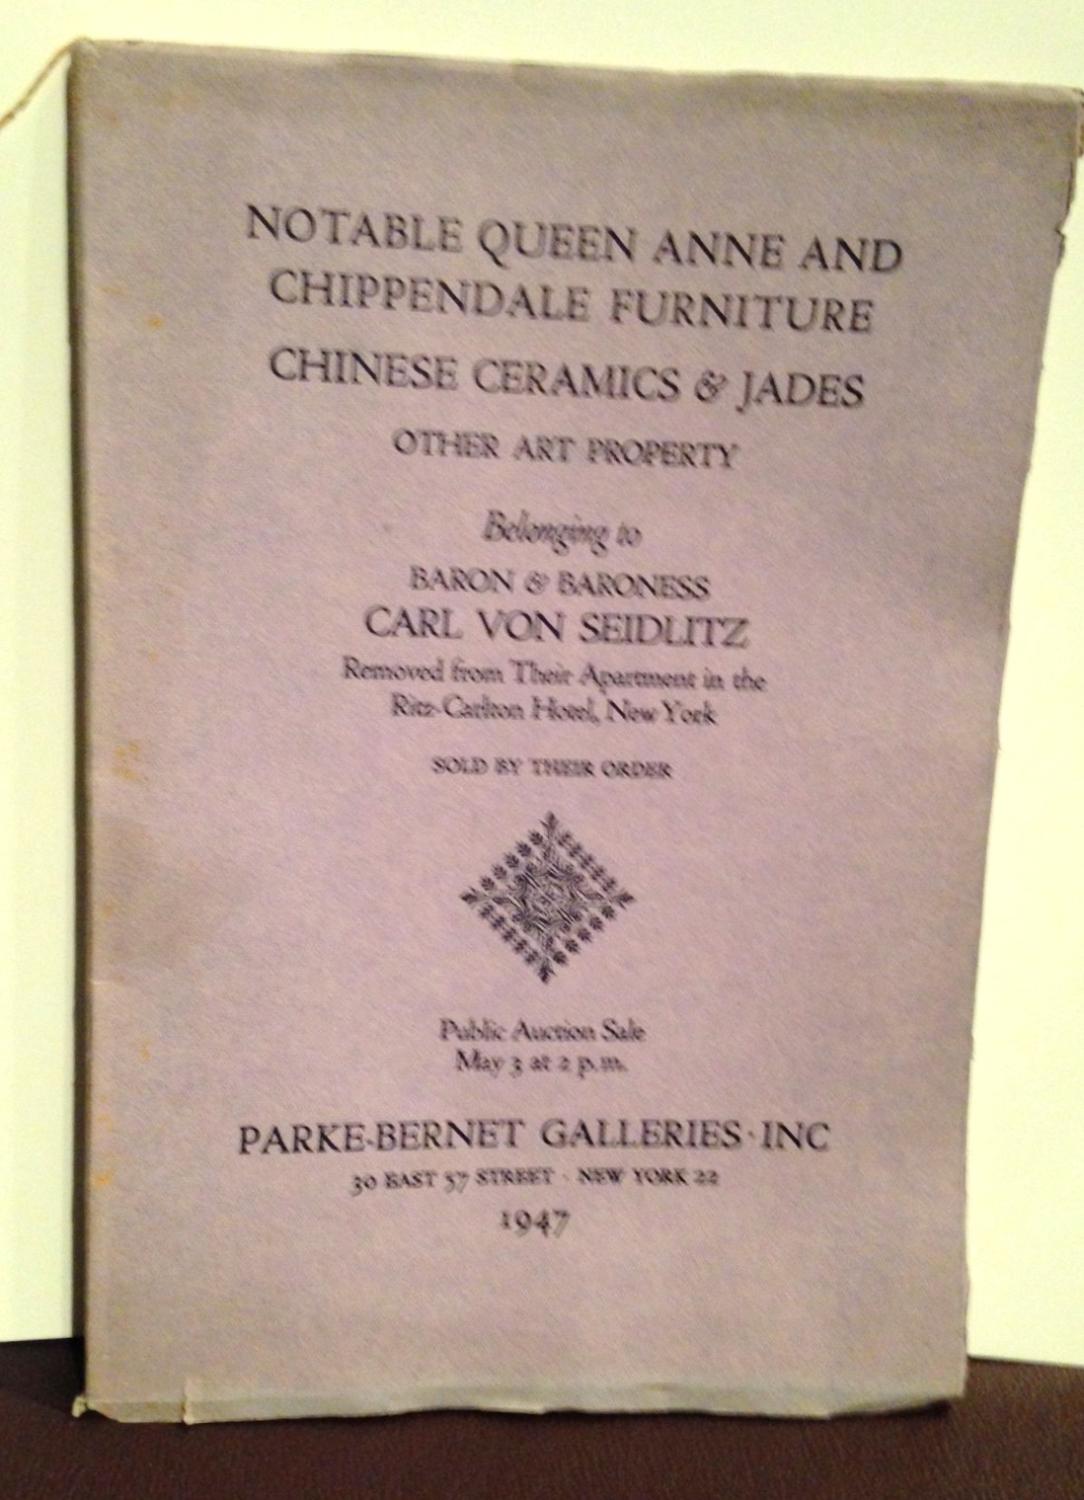 NOTABLE QUEEN ANNE AND
CHIPPENDALE FURNITURE
CHINESE CERAMICS & JADES
OTHER ART PROPERTY
Belonging to
BARON & BARONESS
CARL VON SEIDLITZ
Removed from Their Apartment in the
Ritz-Carlton Hotel, New York
SOLD BY THEIR ORDER
Public Auction Sale
May 3 at 2 p.m.
PARKE-BERNET GALLERIES · INC
30 EAST 57 STREET · NEW YORK 22
1947